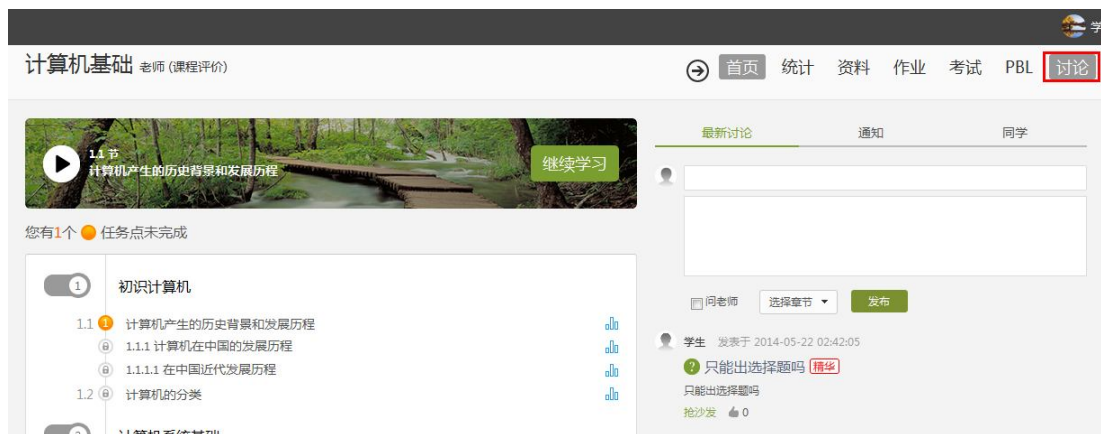 学
计算机基础 老师 (课程评价)
首页 统计 资料 作业 考试 PBL 讨论
1.1 节
计算机产生的历史背景和发展历程
继续学习
您有1个 任务点未完成
1 初识计算机
1.1 1 计算机产生的历史背景和发展历程
1.1.1 计算机在中国的发展历程
1.1.1.1 在中国近代发展历程
1.2 计算机的分类
最新讨论 通知 同学
问老师 选择章节 发布
学生 发表于 2014-05-22 02:42:05
? 只能出选择题吗 精华
只能出选择题吗
抢沙发 0